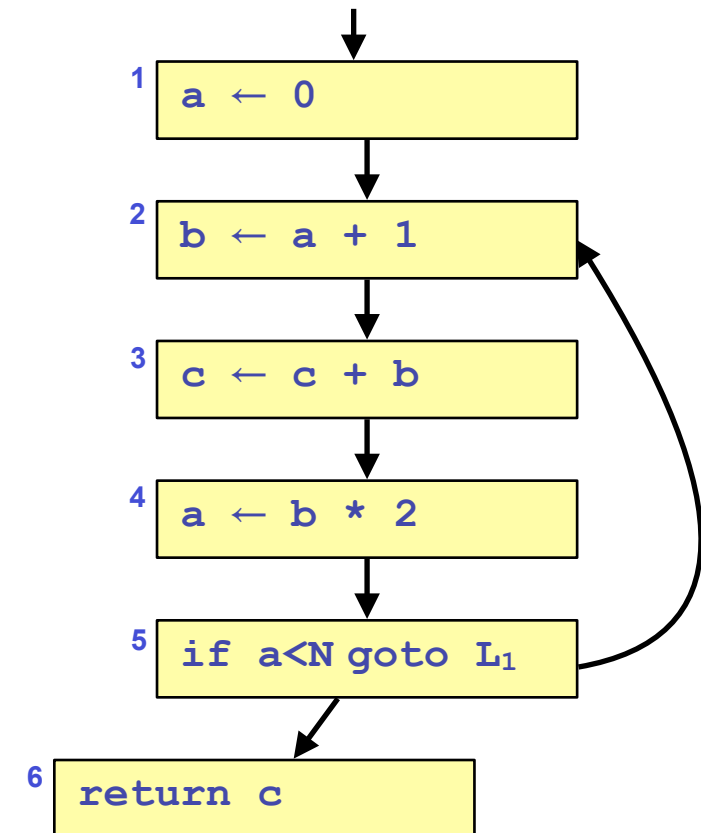 1
a ← 0
2
b ← a + 1
3
c ← c + b
4
a ← b * 2
5
if a<N goto L₁
6
return c